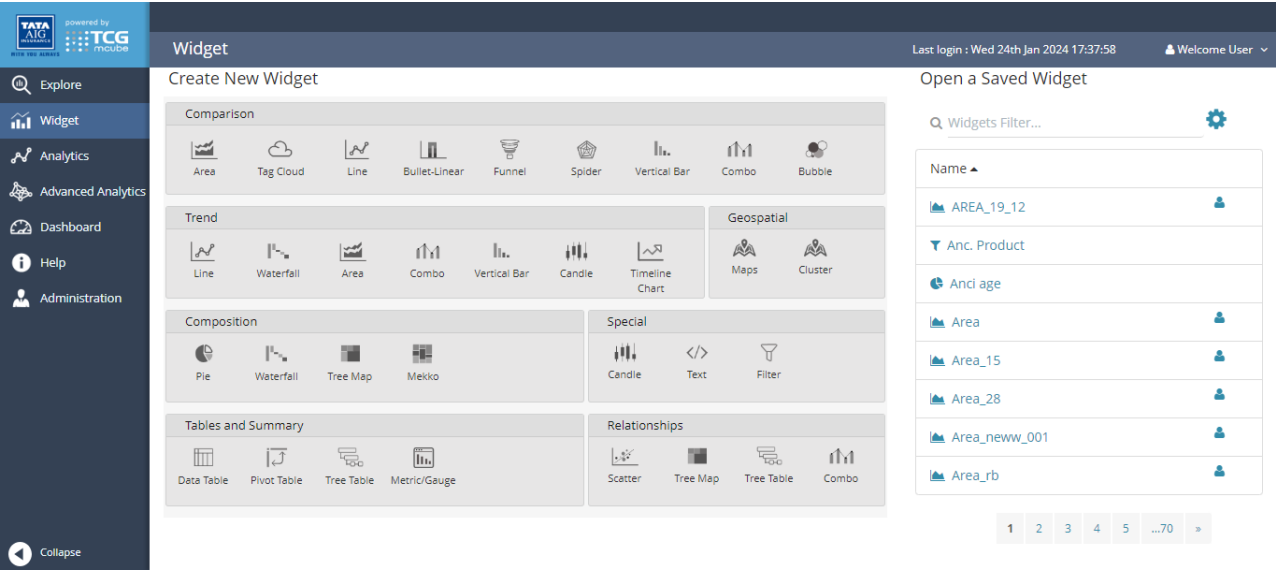 TATA
AIG
INSURANCE
WITH YOU ALWAYS
powered by
TCG
mcube
Explore
Widget
Analytics
Advanced Analytics
Dashboard
Help
Administration
Collapse
Widget
Last login : Wed 24th Jan 2024 17:37:58
Welcome User
Create New Widget
Comparison
Area Tag Cloud Line Bullet-Linear Funnel Spider Vertical Bar Combo Bubble
Trend
Line Waterfall Area Combo Vertical Bar Candle Timeline
Chart
Geospatial
Maps Cluster
Composition
Pie Waterfall Tree Map Mekko
Special
Candle Text Filter
Tables and Summary
Data Table Pivot Table Tree Table Metric/Gauge
Relationships
Scatter Tree Map Tree Table Combo
Open a Saved Widget
Widgets Filter...
Name
AREA_19_12
Anc. Product
Anci age
Area
Area_15
Area_28
Area_neww_001
Area_rb
1 2 3 4 5 ...70 »